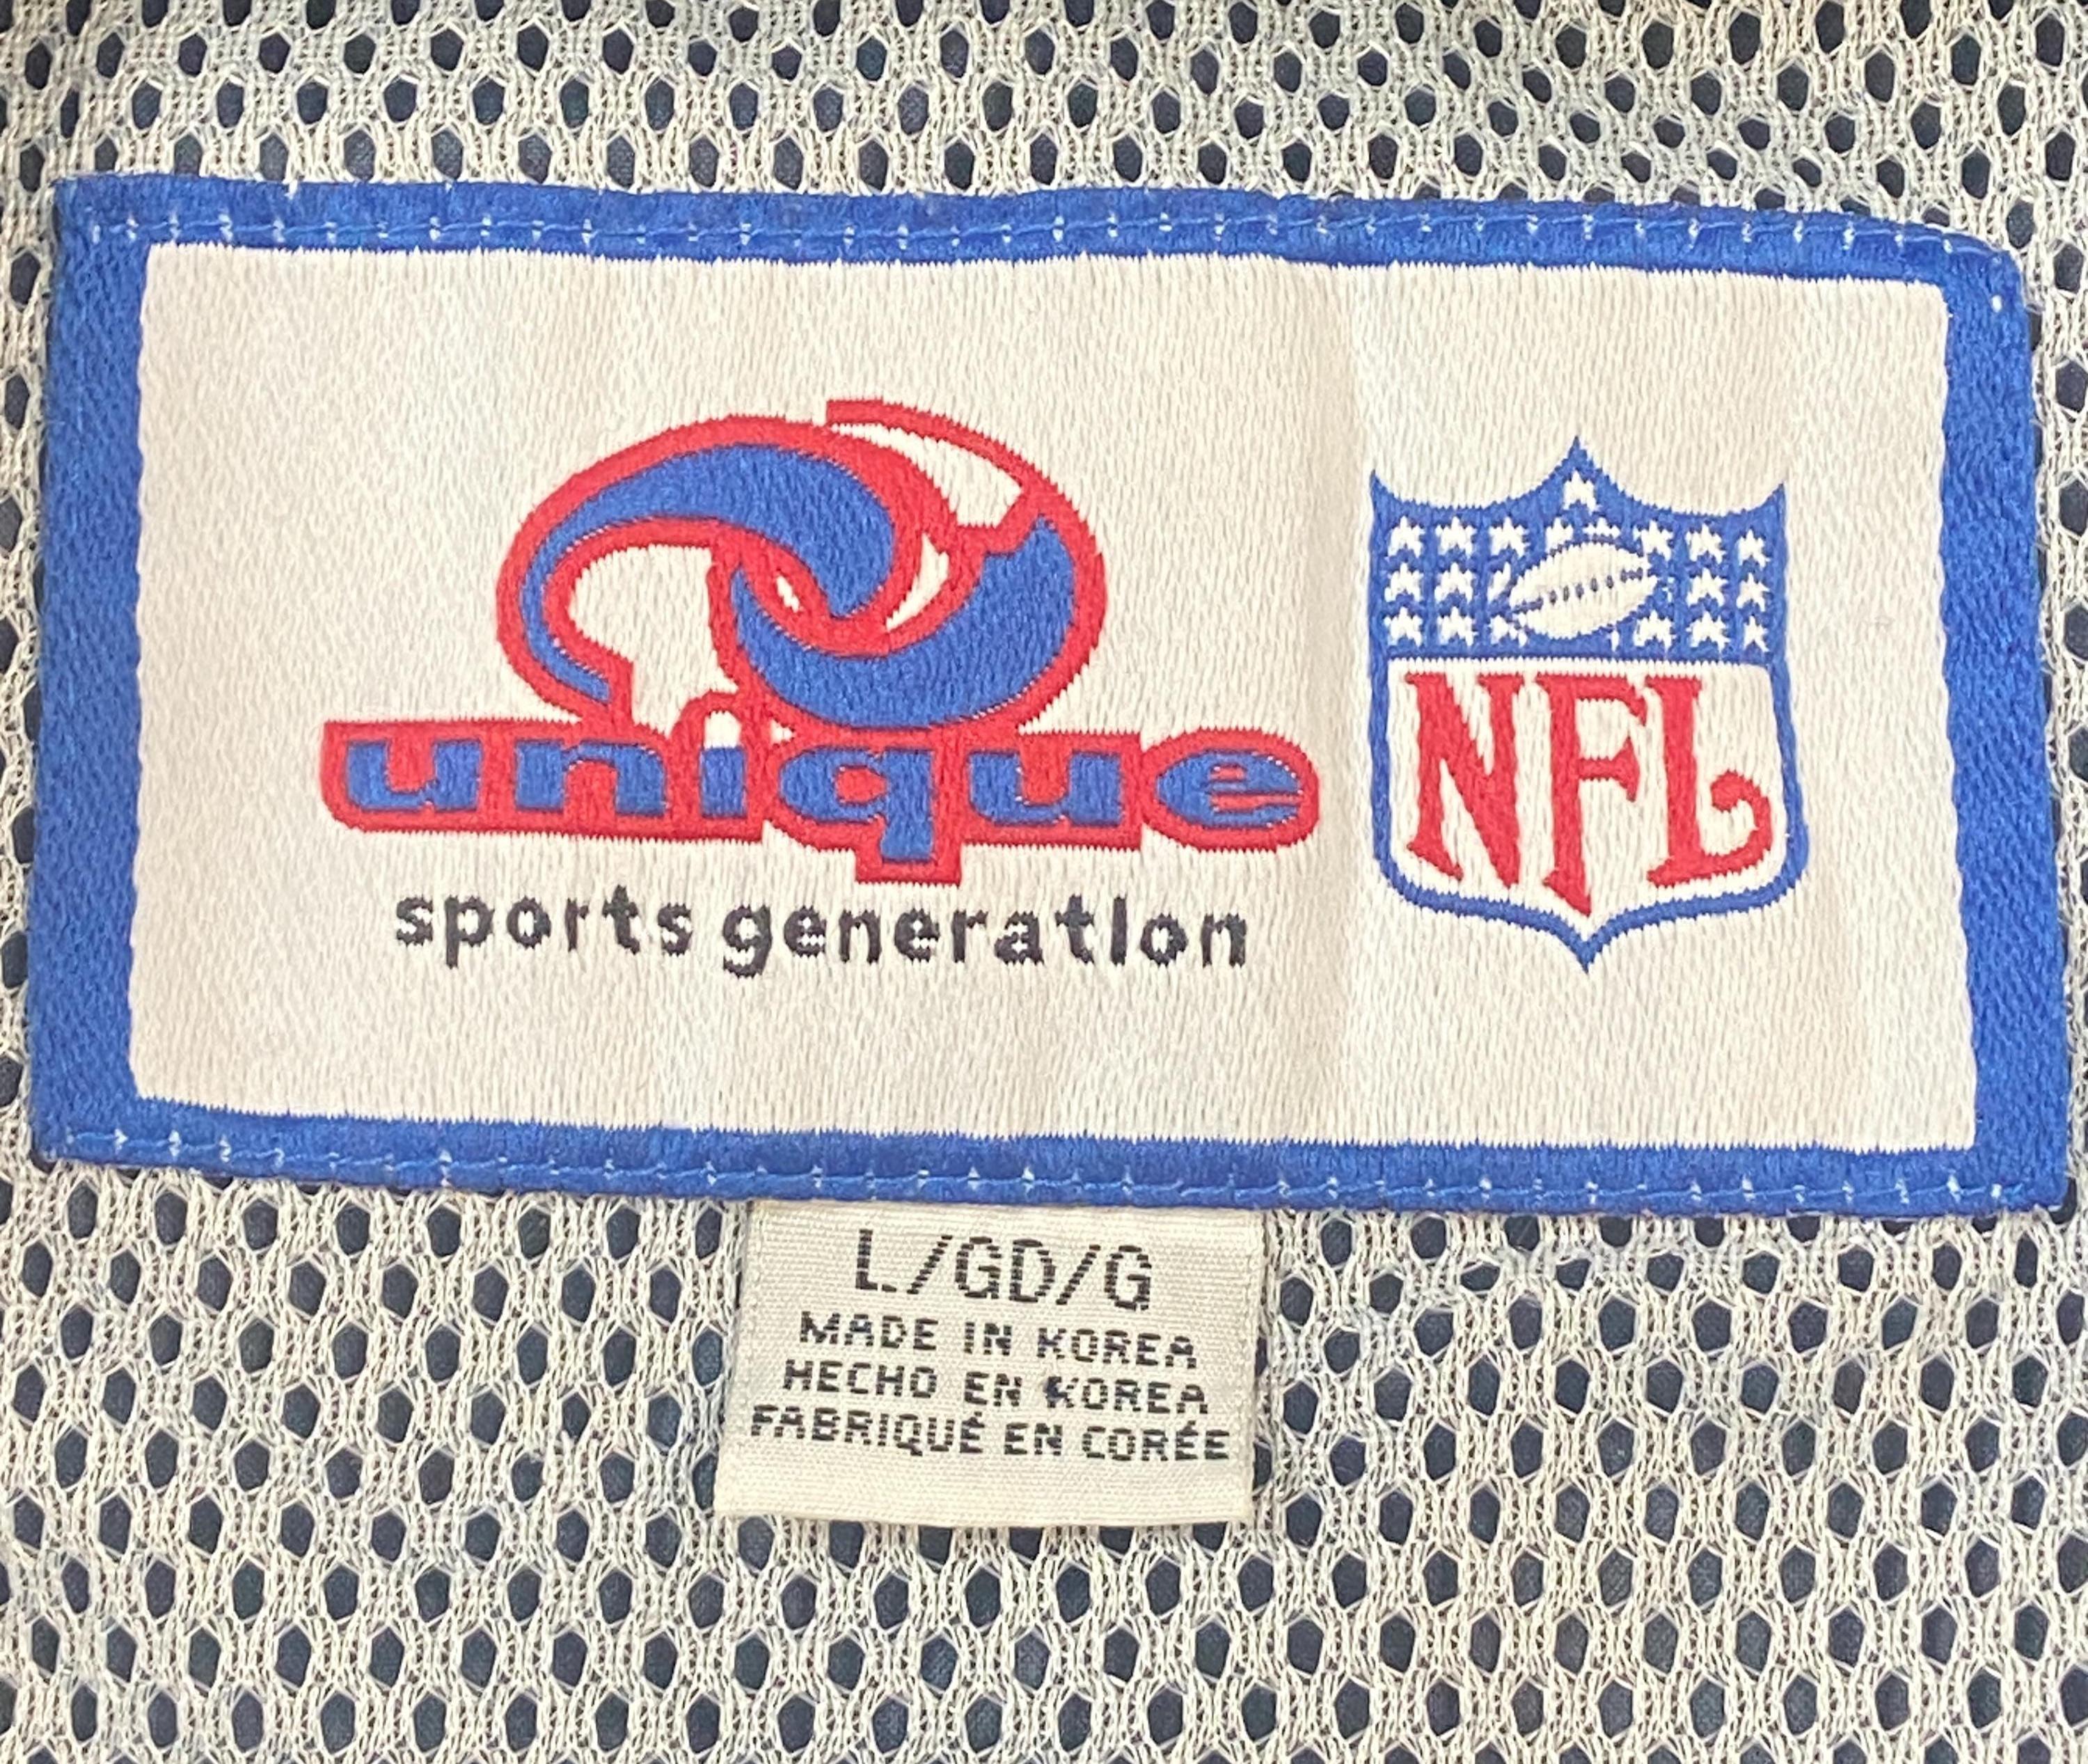 unique
sports generation
NFL
L/GD/G
MADE IN KOREA
HECHO EN KOREA
FABRIQUÉ EN CORÉE